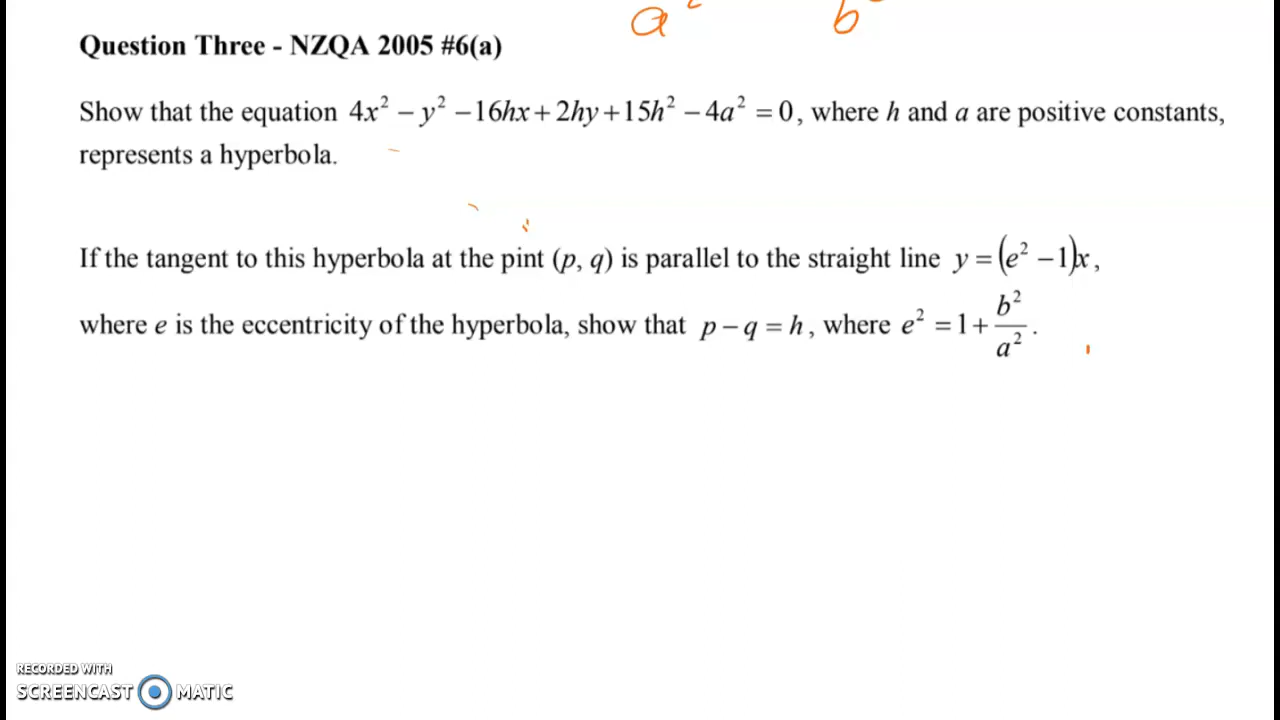 a² b
Question Three - NZQA 2005 #6(a)
Show that the equation 4x² − y² − 16hx + 2hy + 15h² − 4a² = 0, where h and a are positive constants,
represents a hyperbola.
If the tangent to this hyperbola at the pint (p, q) is parallel to the straight line y = (e² − 1)x,
where e is the eccentricity of the hyperbola, show that p − q = h, where e² = 1 + b²/a².
RECORDED WITH
SCREENCAST MATIC